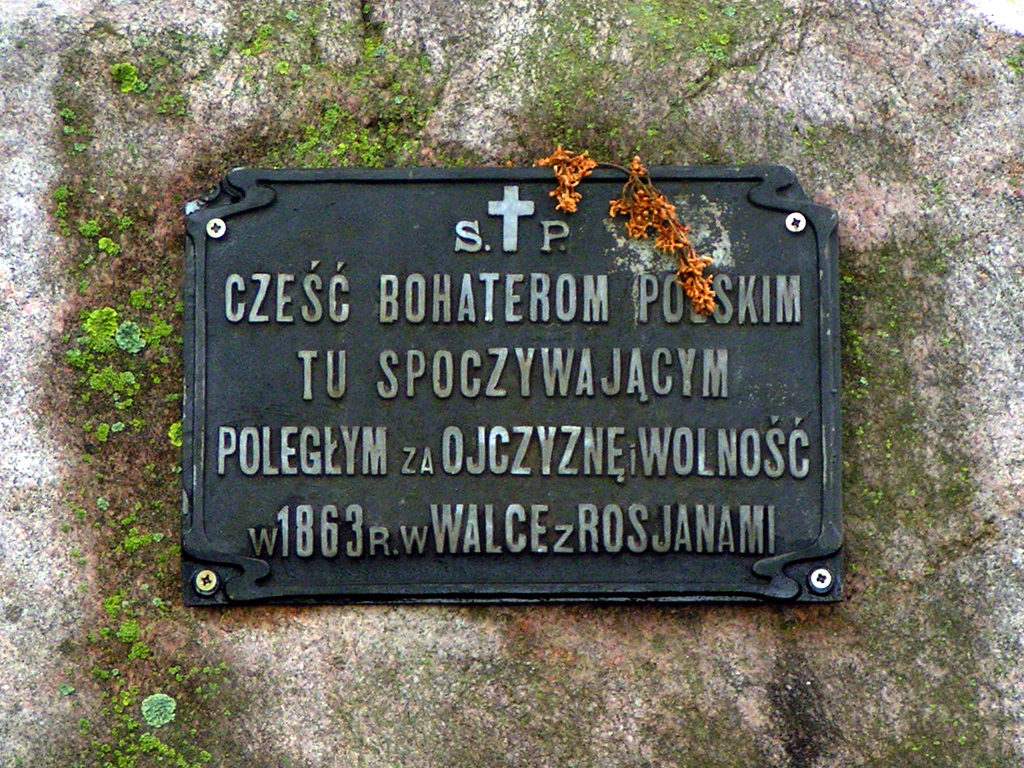 S. P.
CZEŚĆ BOHATEROM POLSKIM
TU SPOCZYWAJĄCYM
POLEGŁYM ZA OJCZYZNĘ i WOLNOŚĆ
W 1863 R. W WALCE Z ROSJANAMI